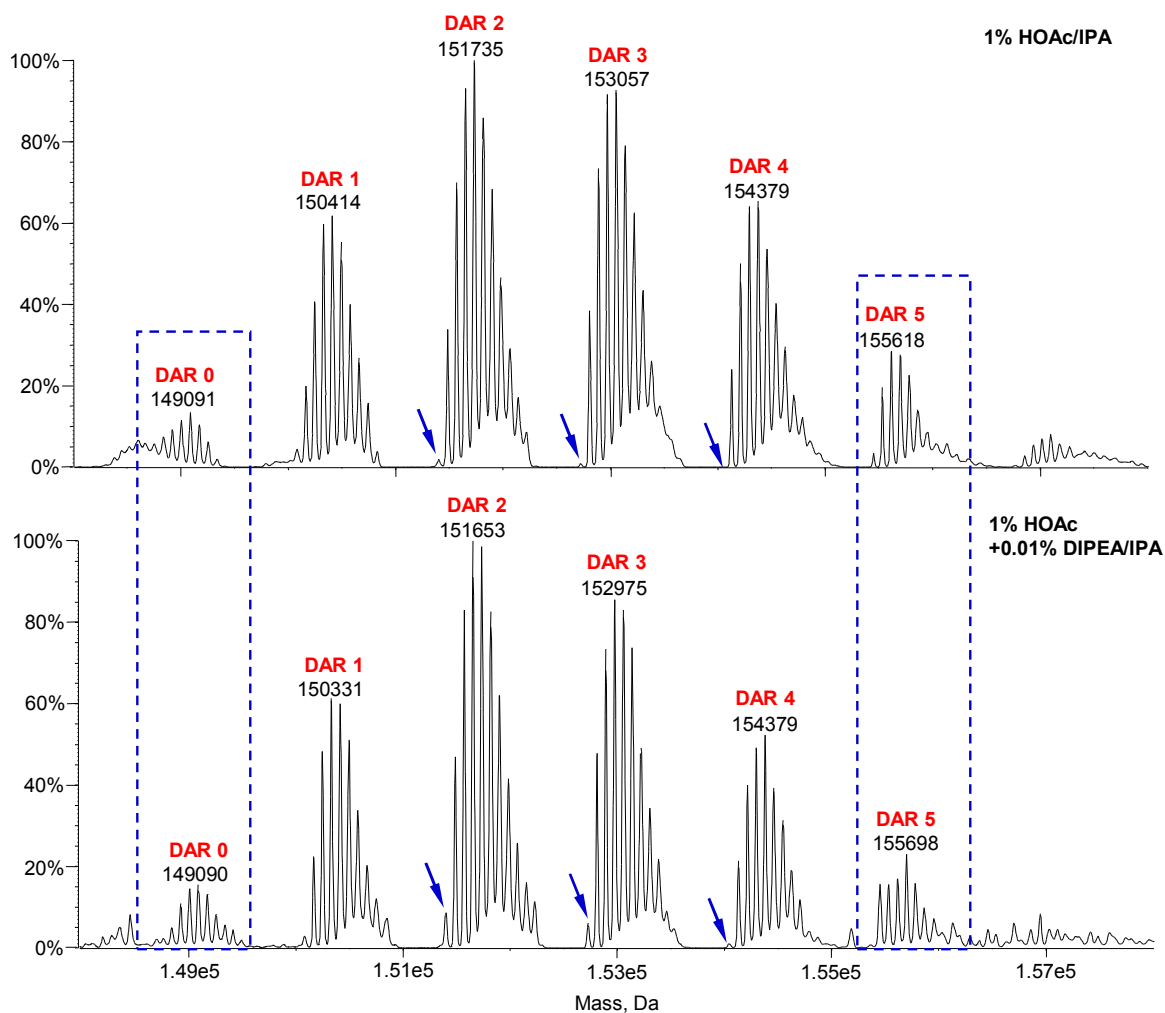 1% HOAc/IPA
DAR 2
151735
DAR 3
153057
DAR 1
150414
DAR 4
154379
DAR 5
155618
DAR 0
149091
100%
80%
60%
40%
20%
0%
1% HOAc
+0.01% DIPEA/IPA
DAR 2
151653
DAR 3
152975
DAR 1
150331
DAR 4
154379
DAR 5
155698
DAR 0
149090
100%
80%
60%
40%
20%
0%
1.49e5 1.51e5 1.53e5 1.55e5 1.57e5
Mass, Da